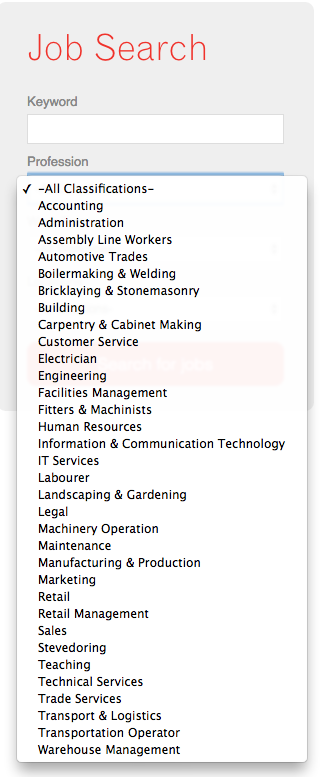 Job Search
Keyword
Profession
✓ -All Classifications-
Accounting
Administration
Assembly Line Workers
Automotive Trades
Boilermaking & Welding
Bricklaying & Stonemasonry
Building
Carpentry & Cabinet Making
Customer Service
Electrician
Engineering
Facilities Management
Fitters & Machinists
Human Resources
Information & Communication Technology
IT Services
Labourer
Landscaping & Gardening
Legal
Machinery Operation
Maintenance
Manufacturing & Production
Marketing
Retail
Retail Management
Sales
Stevedoring
Teaching
Technical Services
Trade Services
Transport & Logistics
Transportation Operator
Warehouse Management